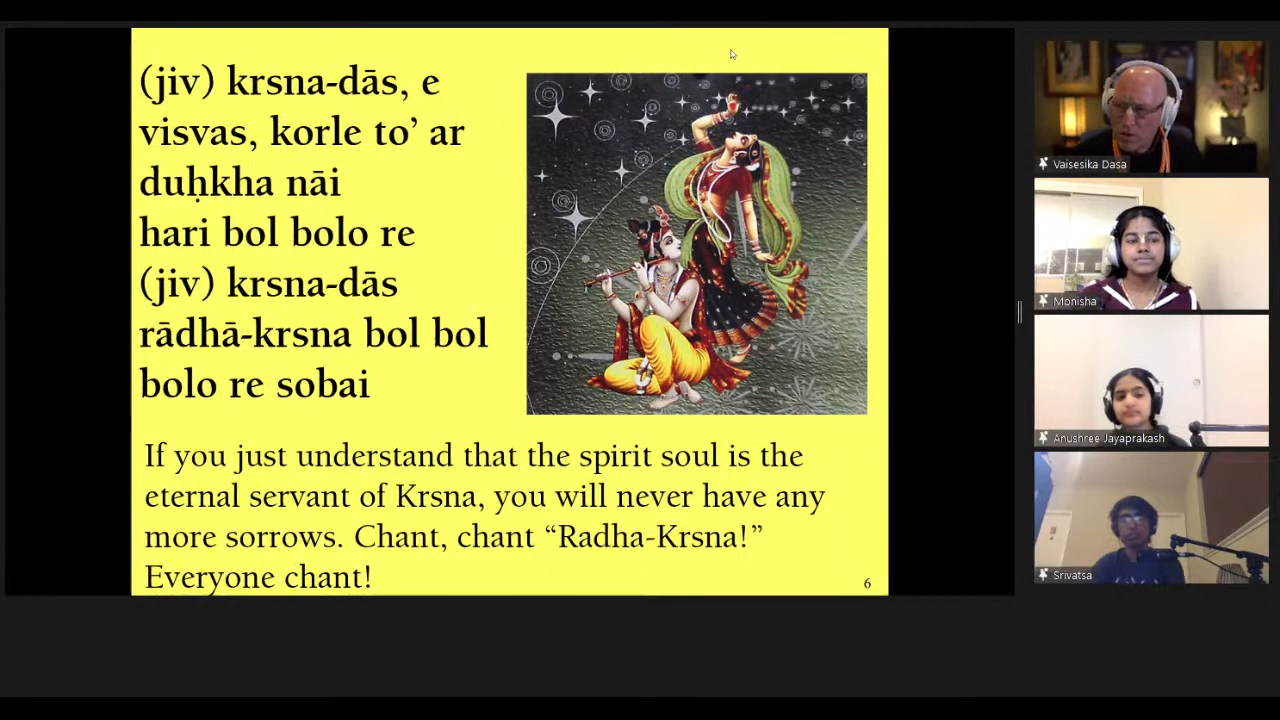 (jiv) krsna-dās, e
visvas, korle to’ ar
duḥkha nāi
hari bol bolo re
(jiv) krsna-dās
rādhā-krsna bol bol
bolo re sobai
If you just understand that the spirit soul is the
eternal servant of Krsna, you will never have any
more sorrows. Chant, chant “Radha-Krsna!”
Everyone chant!
6
Vaisesika Dasa
Monisha
Anushree Jayaprakash
Srivatsa